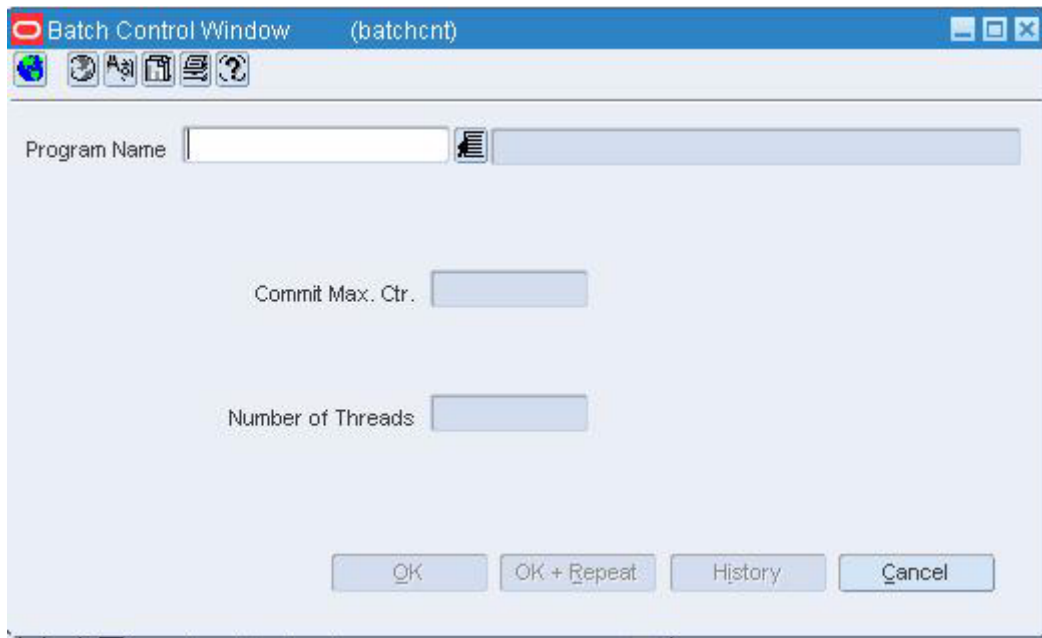 Batch Control Window (batchcnt)
Program Name
Commit Max. Ctr.
Number of Threads
OK OK + Repeat History Cancel